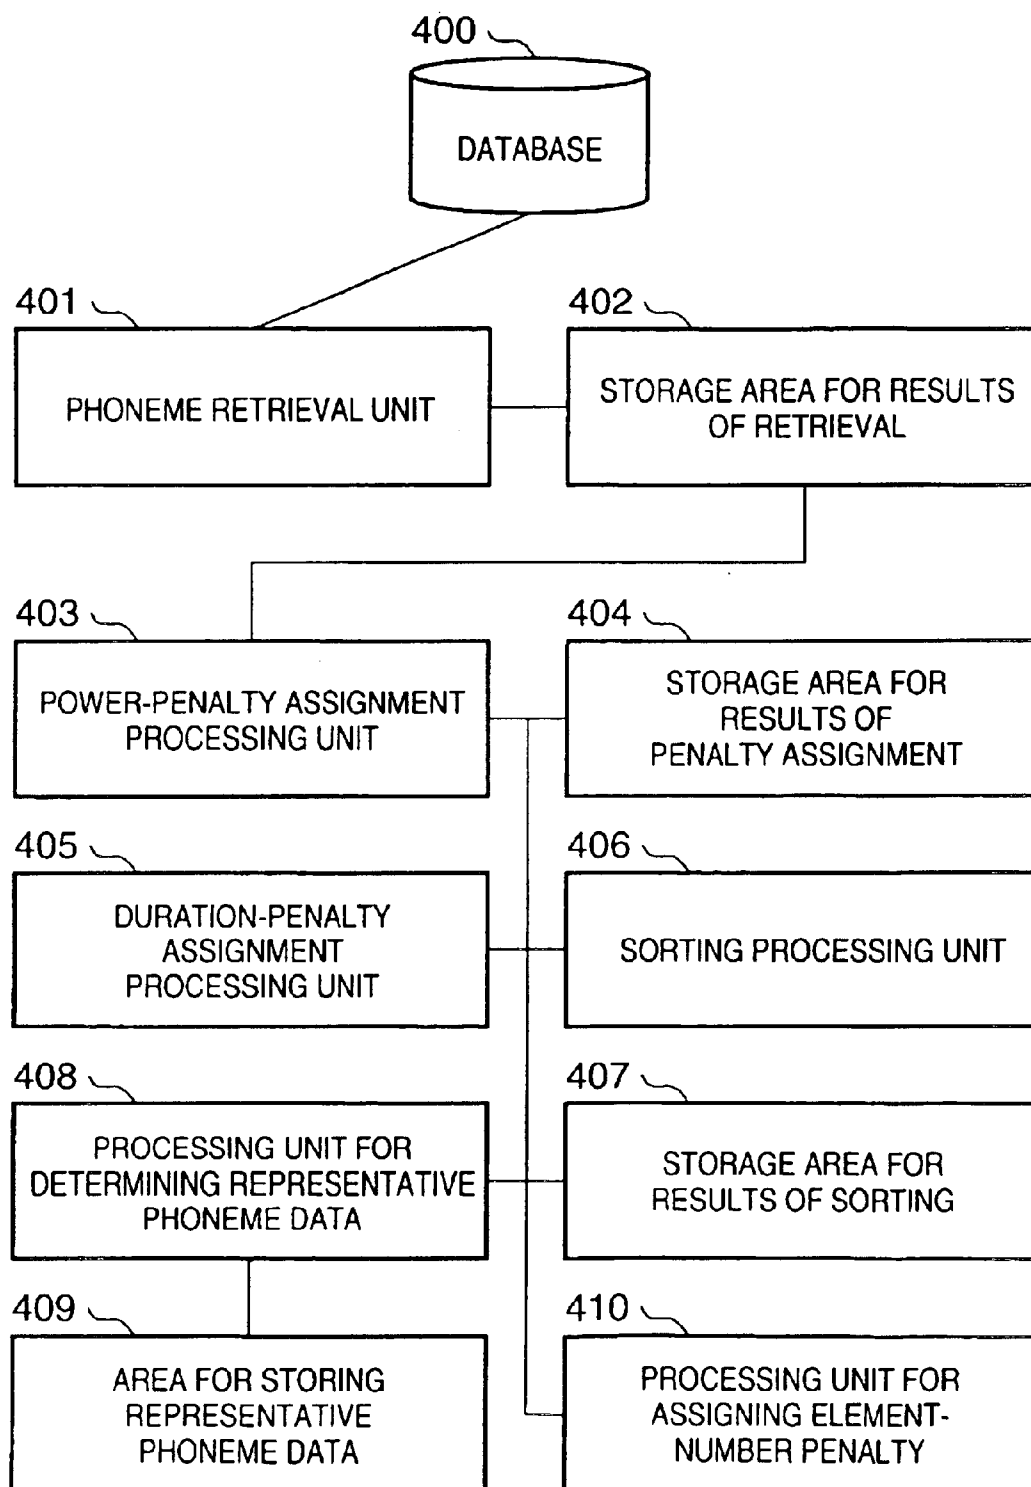 400
DATABASE
401
PHONEME RETRIEVAL UNIT
402
STORAGE AREA FOR RESULTS
OF RETRIEVAL
403
POWER-PENALTY ASSIGNMENT
PROCESSING UNIT
404
STORAGE AREA FOR
RESULTS OF
PENALTY ASSIGNMENT
405
DURATION-PENALTY
ASSIGNMENT
PROCESSING UNIT
406
SORTING PROCESSING UNIT
408
PROCESSING UNIT FOR
DETERMINING REPRESENTATIVE
PHONEME DATA
407
STORAGE AREA FOR
RESULTS OF SORTING
409
AREA FOR STORING
REPRESENTATIVE
PHONEME DATA
410
PROCESSING UNIT FOR
ASSIGNING ELEMENT-
NUMBER PENALTY